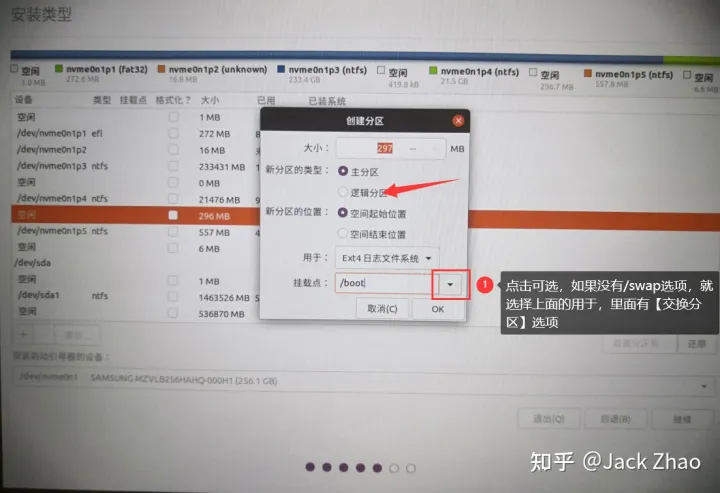 安装类型
空闲 nvme0n1p1 (fat32) nvme0n1p2 (unknown) nvme0n1p3 (ntfs) 空闲 nvme0n1p4 (ntfs) 空闲 nvme0n1p5 (ntfs) 空闲
1.0 MB 272.6 MB 16.8 MB 233.4 GB 419.8 kB 21.5 GB 296.7 MB 557.8 MB 6.6 MB
设备 类型 挂载点 格式化？ 大小 已用 已装系统
空闲 1 MB
/dev/nvme0n1p1 efi 272 MB
/dev/nvme0n1p2 16 MB
/dev/nvme0n1p3 ntfs 233431 MB
空闲 0 MB
/dev/nvme0n1p4 ntfs 21476 MB
空闲 296 MB
/dev/nvme0n1p5 ntfs 557 MB
空闲 6 MB
/dev/sda
空闲 1 MB
/dev/sda1 ntfs 1463526 MB
空闲 536870 MB
创建分区
大小： 297 MB
新分区的类型： 主分区
逻辑分区
新分区的位置： 空间起始位置
空间结束位置
用于： Ext4 日志文件系统
挂载点： /boot
取消(C) OK
1
点击可选，如果没有/swap选项，就
选择上面的用于，里面有【交换分
区】选项
还原
安装启动引导器的设备：
/dev/nvme0n1 SAMSUNG MZVLB256HAHQ-000H1 (256.1 GB)
退出(Q) 后退(B) 继续
知乎 @Jack Zhao